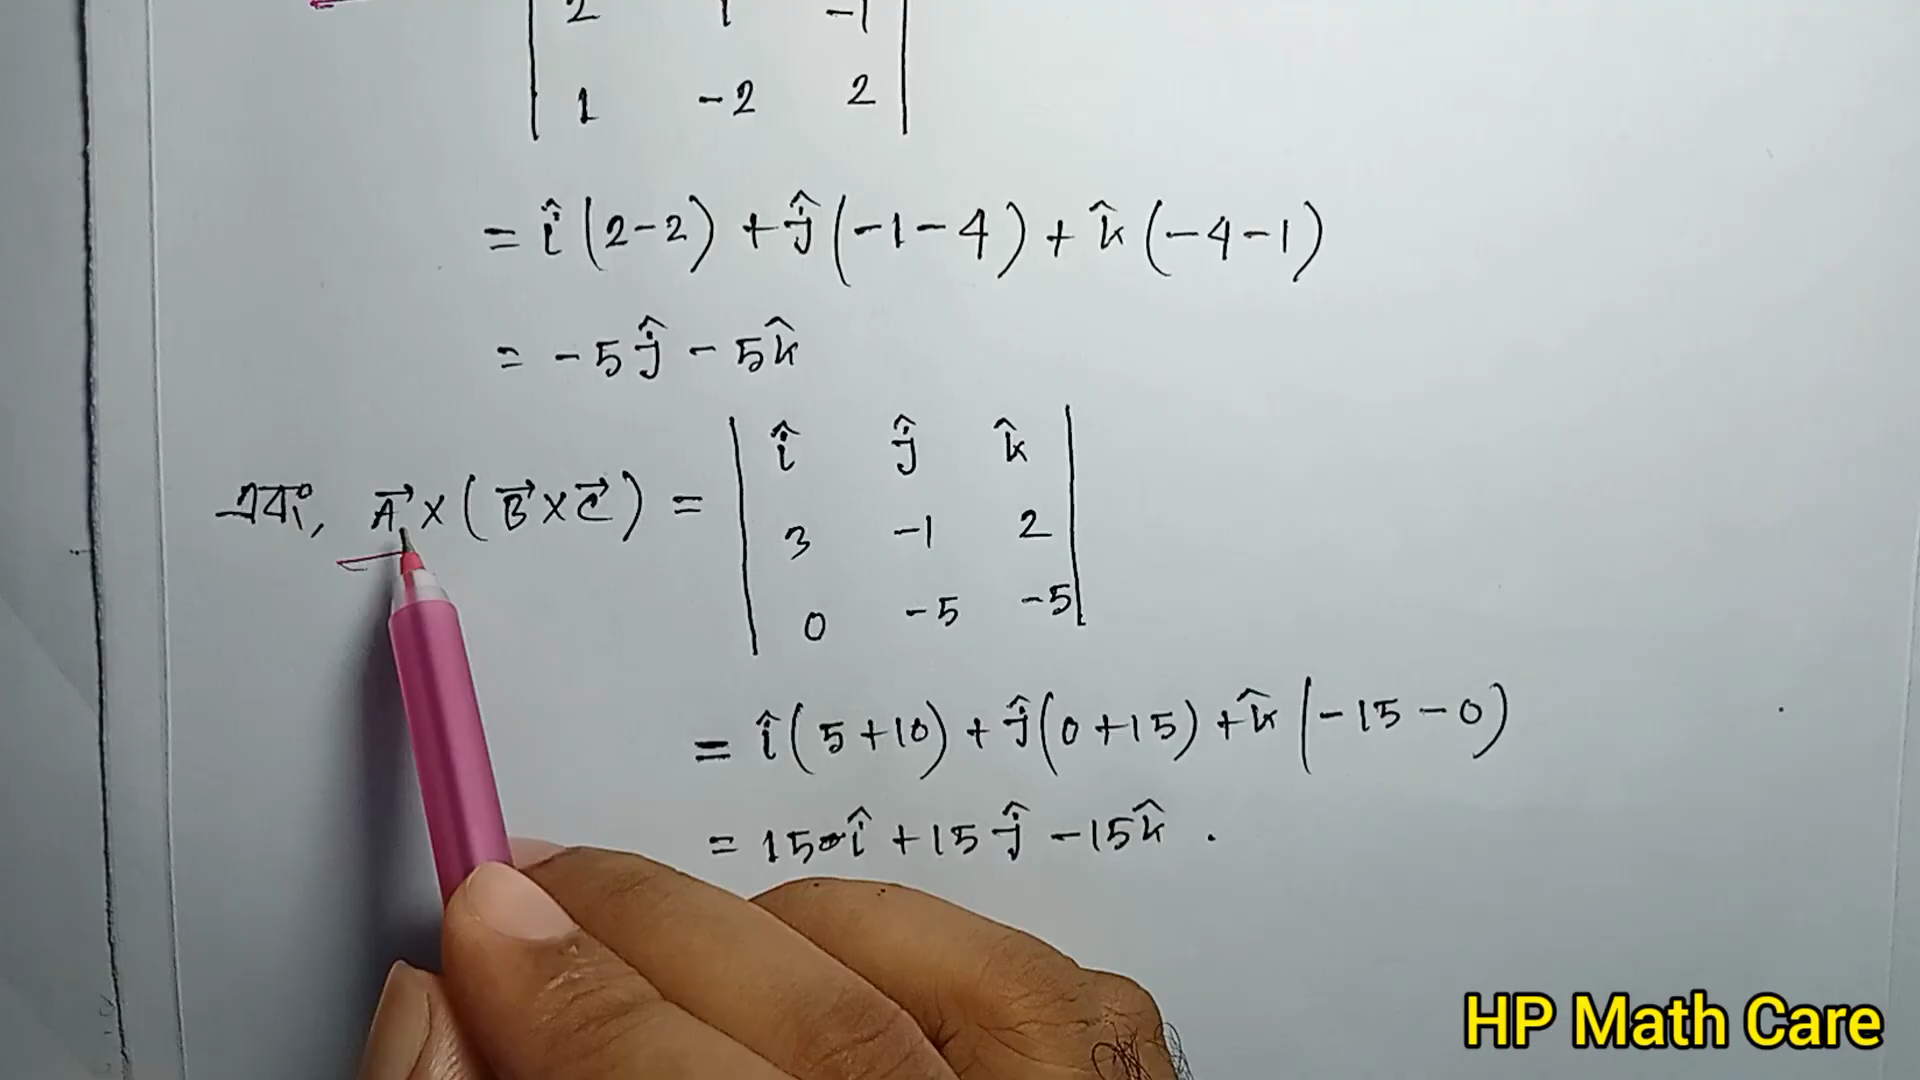 | 2 1 -1 |
| 1 -2 2 |
= î(2-2) + ĵ(-1-4) + k̂(-4-1)
= -5ĵ - 5k̂
| î ĵ k̂ |
এবং, A⃗×(B⃗×C⃗) = | 3 -1 2 |
| 0 -5 -5 |
= î(5+10) + ĵ(0+15) + k̂(-15-0)
= 15î + 15ĵ - 15k̂ .
HP Math Care